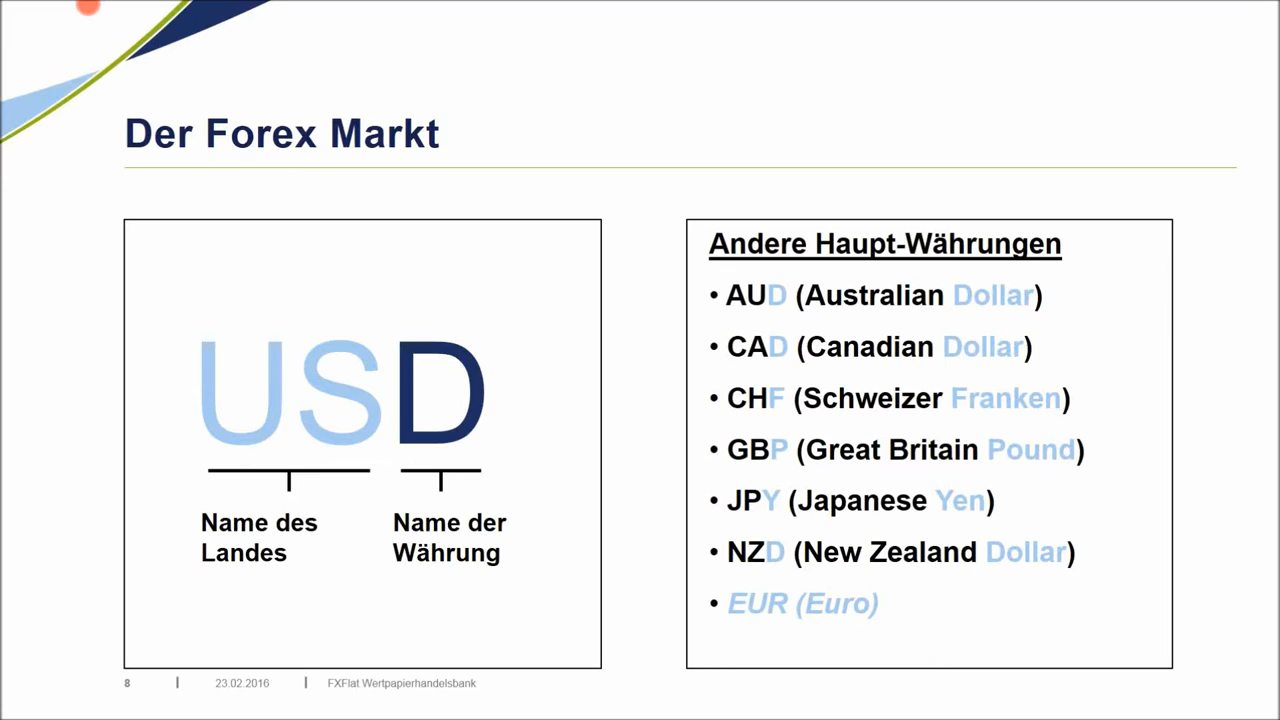 Der Forex Markt
USD
Name des
Landes
Name der
Währung
Andere Haupt-Währungen
• AUD (Australian Dollar)
• CAD (Canadian Dollar)
• CHF (Schweizer Franken)
• GBP (Great Britain Pound)
• JPY (Japanese Yen)
• NZD (New Zealand Dollar)
• EUR (Euro)
8 | 23.02.2016 | FXFlat Wertpapierhandelsbank